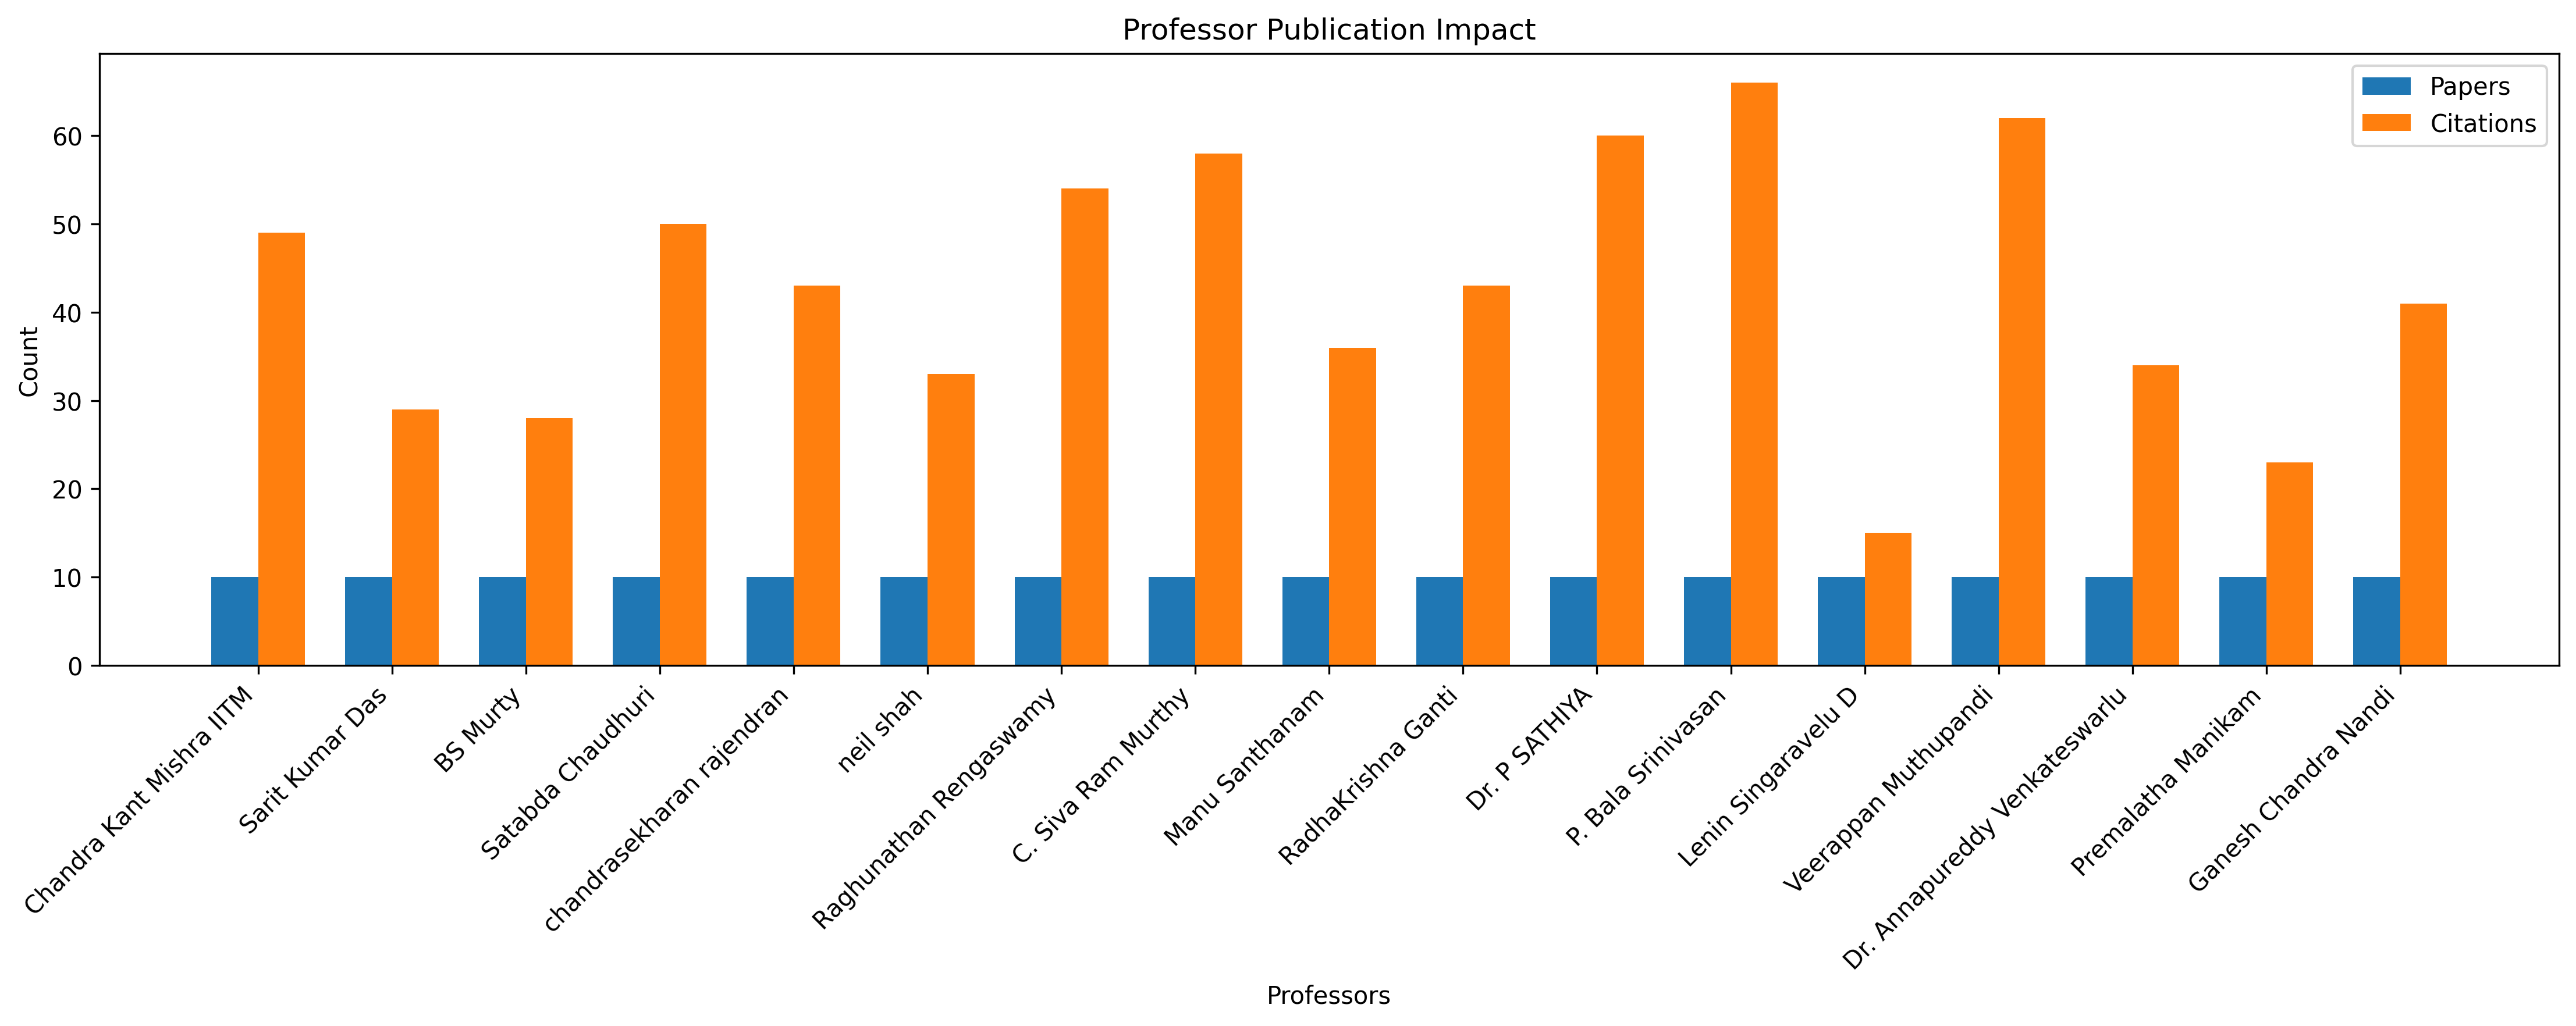 Professor Publication Impact
Papers
Citations
Count
60
50
40
30
20
10
0
Chandra Kant Mishra IITM
Sarit Kumar Das
BS Murty
Satabda Chaudhuri
chandrasekharan rajendran
neil shah
Raghunathan Rengaswamy
C. Siva Ram Murthy
Manu Santhanam
RadhaKrishna Ganti
Dr. P SATHIYA
P. Bala Srinivasan
Lenin Singaravelu D
Veerappan Muthupandi
Dr. Annapureddy Venkateswarlu
Premalatha Manikam
Ganesh Chandra Nandi
Professors